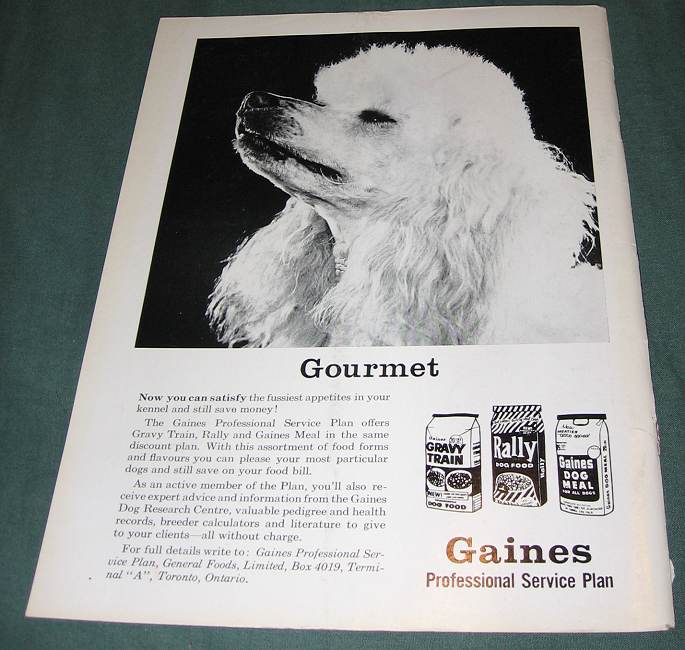 Gourmet
Now you can satisfy the fussiest appetites in your
kennel and still save money!
The Gaines Professional Service Plan offers
Gravy Train, Rally and Gaines Meal in the same
discount plan. With this assortment of food forms
and flavours you can please your most particular
dogs and still save on your food bill.
As an active member of the Plan, you'll also re-
ceive expert advice and information from the Gaines
Dog Research Centre, valuable pedigree and health
records, breeder calculators and literature to give
to your clients—all without charge.
For full details write to: Gaines Professional Ser-
vice Plan, General Foods, Limited, Box 4019, Termi-
nal "A", Toronto, Ontario.
Gaines
GRAVY
TRAIN
NEW!
DOG FOOD
Rally
DOG FOOD
Rally
Gaines
DOG
MEAL
FOR ALL DOGS
Gaines DOG MEAL
Gaines
Professional Service Plan